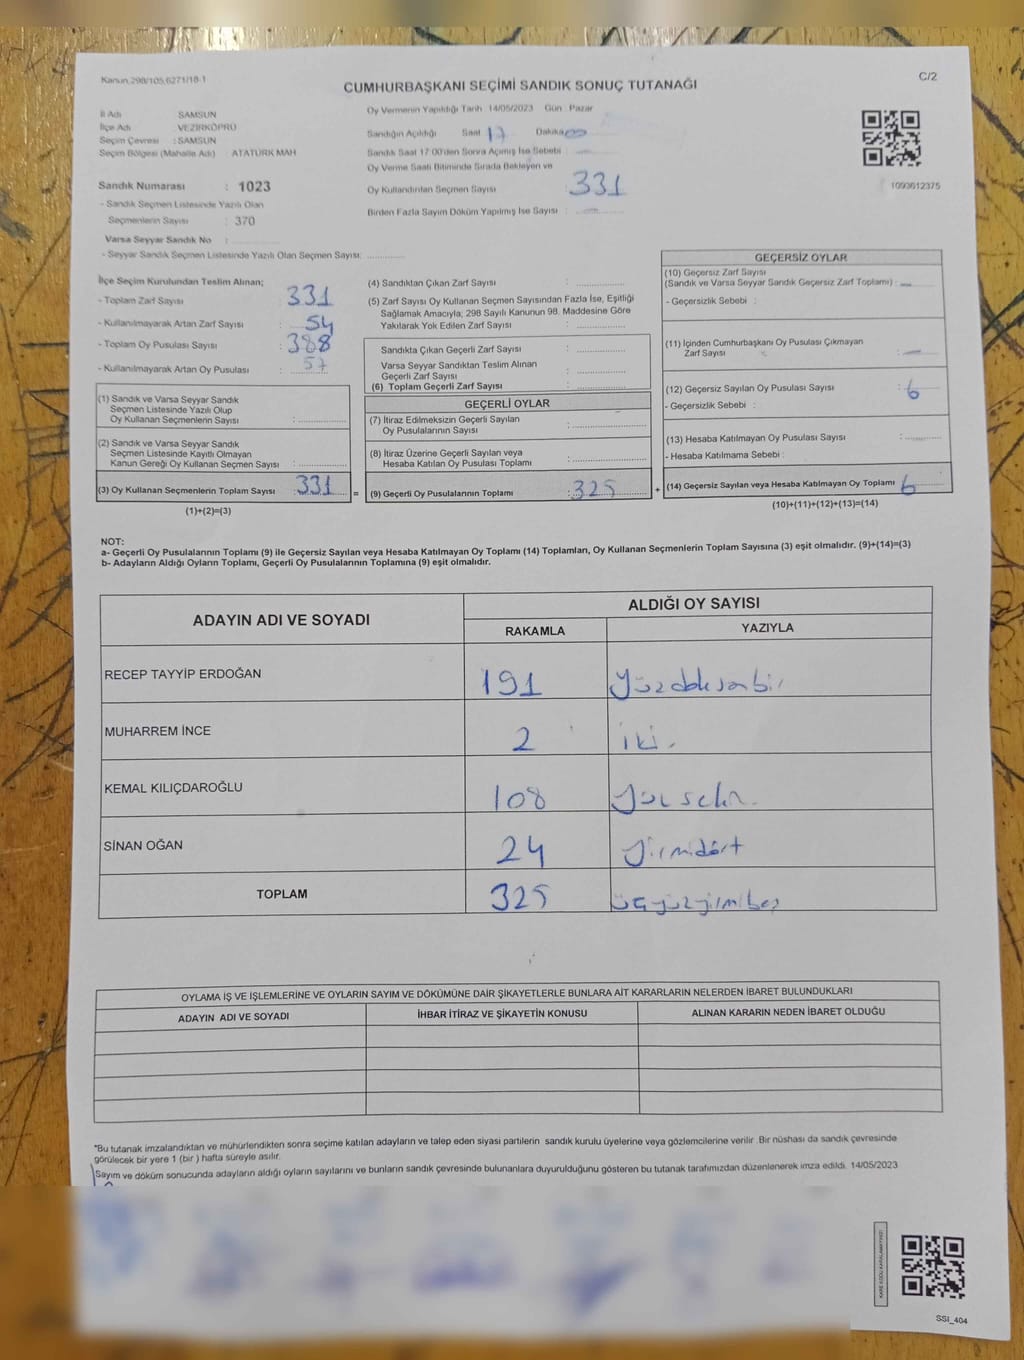 Kanun 298/105,6271/18-1
C/2
CUMHURBAŞKANI SEÇİMİ SANDIK SONUÇ TUTANAĞI
İl Adı SAMSUN
İlçe Adı VEZİRKÖPRÜ
Seçim Çevresi : SAMSUN
Seçim Bölgesi (Mahalle Adı) : ATATÜRK MAH
Oy Vermenin Yapıldığı Tarih 14/05/2023 Gün Pazar
Sandığın Açıldığı Saat 17 Dakika 00
Sandık Saat 17:00'den Sonra Açılmış İse Sebebi :
Oy Verme Saati Bitiminde Sırada Bekleyen ve
Oy Kullandırılan Seçmen Sayısı 331
Birden Fazla Sayım Döküm Yapılmış İse Sayısı :
1093612375
Sandık Numarası : 1023
- Sandık Seçmen Listesinde Yazılı Olan
Seçmenlerin Sayısı : 370
Varsa Seyyar Sandık No :
- Seyyar Sandık Seçmen Listesinde Yazılı Olan Seçmen Sayısı:
İlçe Seçim Kurulundan Teslim Alınan;
- Toplam Zarf Sayısı 331
- Kullanılmayarak Artan Zarf Sayısı : 54
- Toplam Oy Pusulası Sayısı : 388
- Kullanılmayarak Artan Oy Pusulası : 57
(1) Sandık ve Varsa Seyyar Sandık
Seçmen Listesinde Yazılı Olup
Oy Kullanan Seçmenlerin Sayısı :
(2) Sandık ve Varsa Seyyar Sandık
Seçmen Listesinde Kayıtlı Olmayan
Kanun Gereği Oy Kullanan Seçmen Sayısı :
(3) Oy Kullanan Seçmenlerin Toplam Sayısı : 331 =
(1)+(2)=(3)
(4) Sandıktan Çıkan Zarf Sayısı :
(5) Zarf Sayısı Oy Kullanan Seçmen Sayısından Fazla İse, Eşitliği
Sağlamak Amacıyla; 298 Sayılı Kanunun 98. Maddesine Göre
Yakılarak Yok Edilen Zarf Sayısı :
Sandıkta Çıkan Geçerli Zarf Sayısı :
Varsa Seyyar Sandıktan Teslim Alınan
Geçerli Zarf Sayısı :
(6) Toplam Geçerli Zarf Sayısı :
GEÇERLİ OYLAR
(7) İtiraz Edilmeksizin Geçerli Sayılan
Oy Pusulalarının Sayısı :
(8) İtiraz Üzerine Geçerli Sayılan veya
Hesaba Katılan Oy Pusulası Toplamı :
(9) Geçerli Oy Pusulalarının Toplamı : 325 +
GEÇERSİZ OYLAR
(10) Geçersiz Zarf Sayısı
(Sandık ve Varsa Seyyar Sandık Geçersiz Zarf Toplamı) :
- Geçersizlik Sebebi :
(11) İçinden Cumhurbaşkanı Oy Pusulası Çıkmayan
Zarf Sayısı :
(12) Geçersiz Sayılan Oy Pusulası Sayısı : 6
- Geçersizlik Sebebi :
(13) Hesaba Katılmayan Oy Pusulası Sayısı :
- Hesaba Katılmama Sebebi :
(14) Geçersiz Sayılan veya Hesaba Katılmayan Oy Toplamı 6
(10)+(11)+(12)+(13)=(14)
NOT:
a- Geçerli Oy Pusulalarının Toplamı (9) ile Geçersiz Sayılan veya Hesaba Katılmayan Oy Toplamı (14) Toplamları, Oy Kullanan Seçmenlerin Toplam Sayısına (3) eşit olmalıdır. (9)+(14)=(3)
b- Adayların Aldığı Oyların Toplamı, Geçerli Oy Pusulalarının Toplamına (9) eşit olmalıdır.
ADAYIN ADI VE SOYADI ALDIĞI OY SAYISI
RAKAMLA YAZIYLA
RECEP TAYYİP ERDOĞAN 191
MUHARREM İNCE 2 iki
KEMAL KILIÇDAROĞLU 108
SİNAN OĞAN 24 yirmidört
TOPLAM 325 üçyüzyirmibeş
OYLAMA İŞ VE İŞLEMLERİNE VE OYLARIN SAYIM VE DÖKÜMÜNE DAİR ŞİKAYETLERLE BUNLARA AİT KARARLARIN NELERDEN İBARET BULUNDUKLARI
ADAYIN ADI VE SOYADI İHBAR İTİRAZ VE ŞİKAYETİN KONUSU ALINAN KARARIN NEDEN İBARET OLDUĞU
*Bu tutanak imzalandıktan ve mühürlendikten sonra seçime katılan adayların ve talep eden siyasi partilerin sandık kurulu üyelerine veya gözlemcilerine verilir. Bir nüshası da sandık çevresinde
görülecek bir yere 1 (bir) hafta süreyle asılır.
Sayım ve döküm sonucunda adayların aldığı oyların sayılarını ve bunların sandık çevresinde bulunanlara duyurulduğunu gösteren bu tutanak tarafımızdan düzenlenerek imza edildi. 14/05/2023
SSI_404